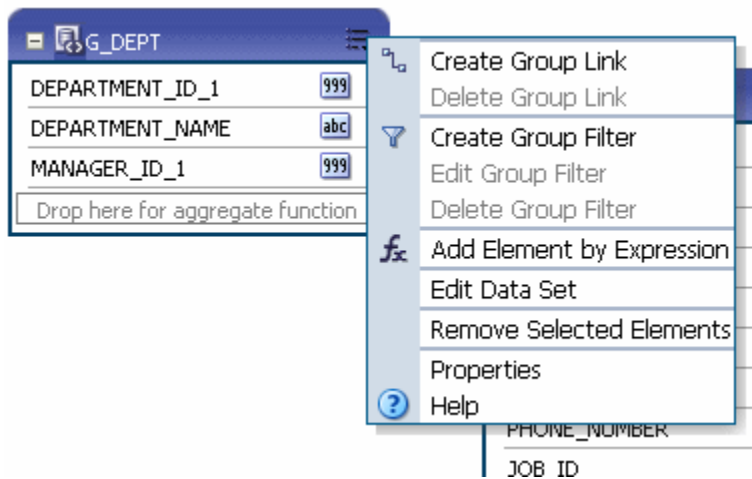 G_DEPT
DEPARTMENT_ID_1 999
DEPARTMENT_NAME abc
MANAGER_ID_1 999
Drop here for aggregate function
Create Group Link
Delete Group Link
Create Group Filter
Edit Group Filter
Delete Group Filter
fx Add Element by Expression
Edit Data Set
Remove Selected Elements
Properties
? Help
PHONE_NUMBER
JOB_ID